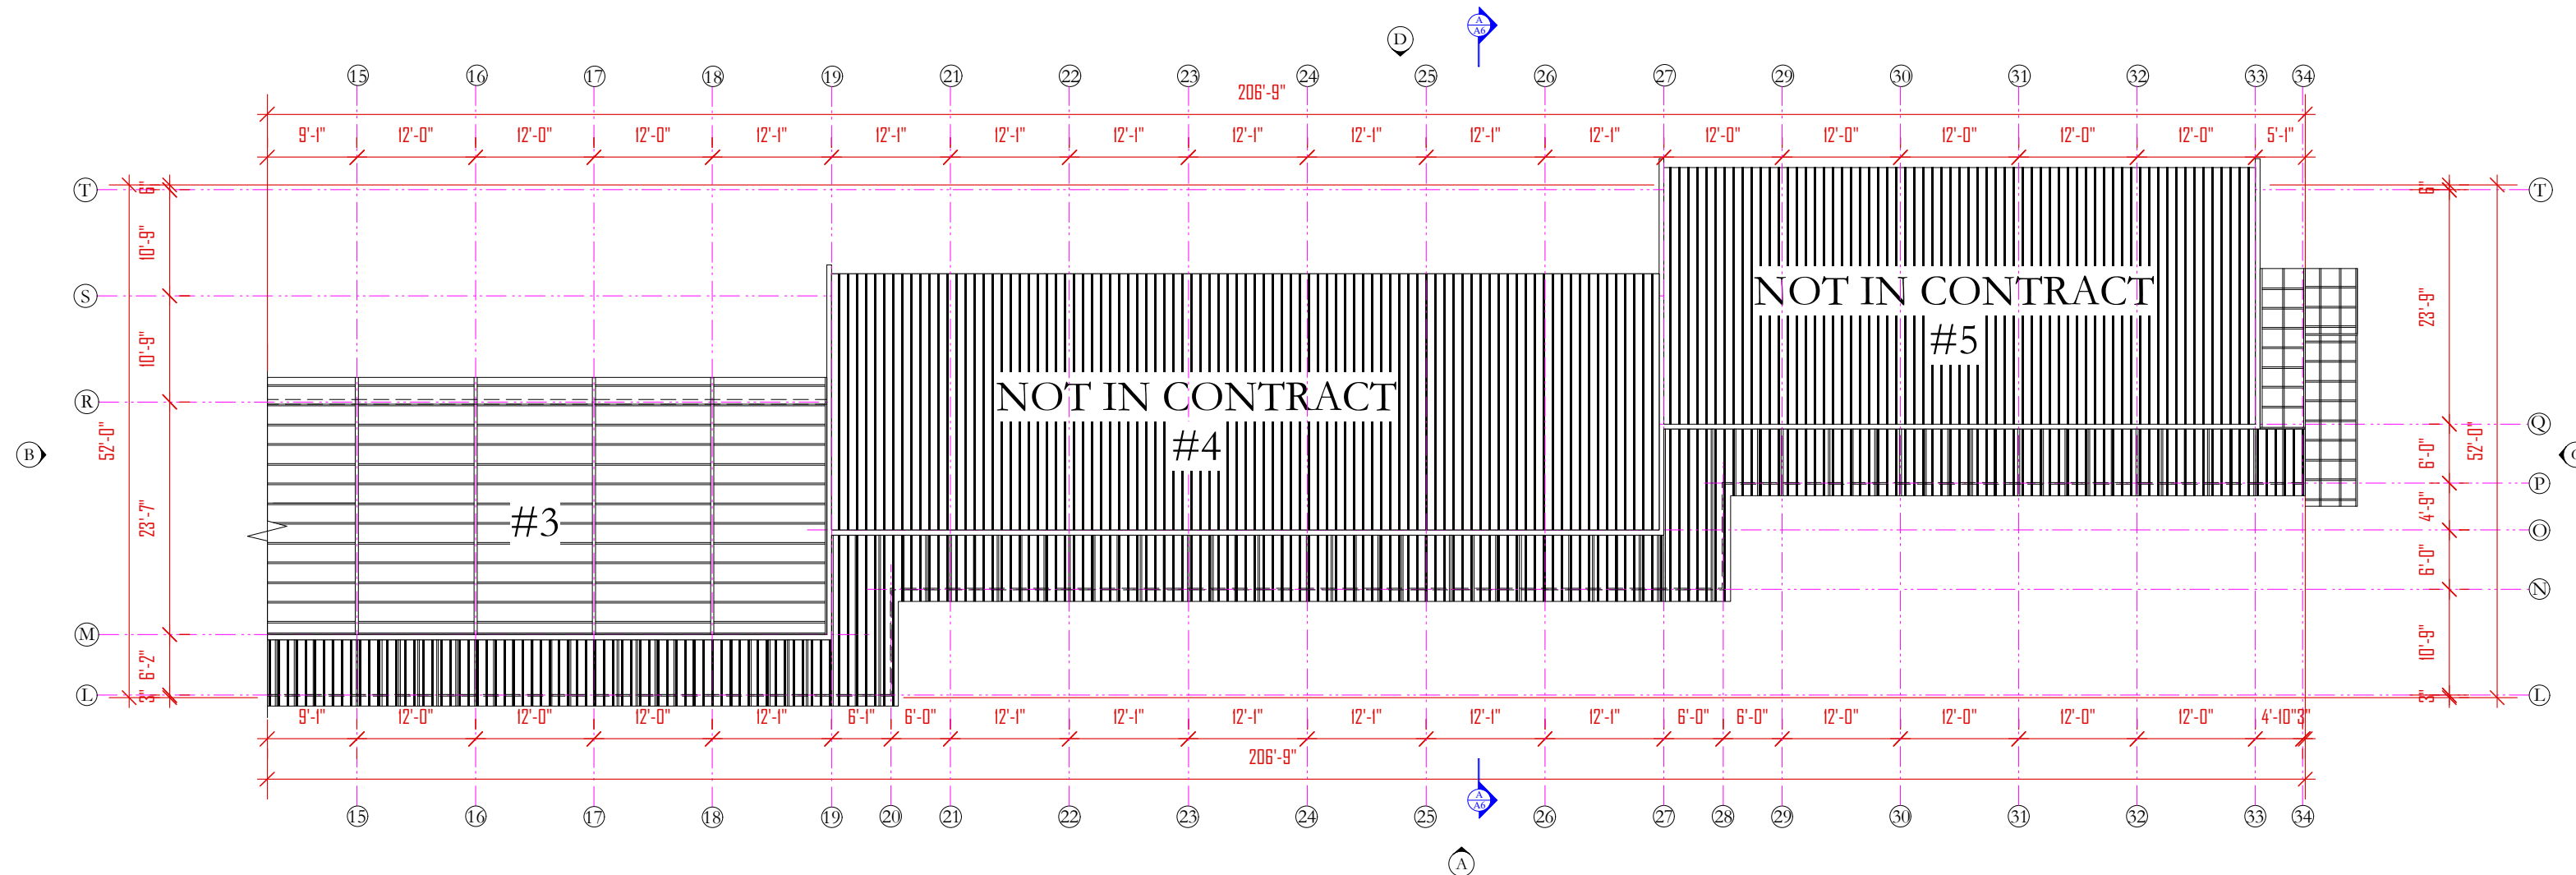 A
A6
D
15 16 17 18 19 21 22 23 24 25 26 27 29 30 31 32 33 34
206'-9"
9'-1" 12'-0" 12'-0" 12'-0" 12'-1" 12'-1" 12'-1" 12'-1" 12'-1" 12'-1" 12'-1" 12'-1" 12'-0" 12'-0" 12'-0" 12'-0" 12'-0" 5'-1"
T 6" 6" T
10'-9"
S
NOT IN CONTRACT
#5
23'-9"
10'-9"
R
NOT IN CONTRACT
#4
Q
52'-0" 6'-0" 52'-0"
B
P
4'-9"
23'-7"
#3
O
6'-0"
N
M
6'-2" 10'-9"
L 3" 3" L
9'-1" 12'-0" 12'-0" 12'-0" 12'-1" 6'-1" 6'-0" 12'-1" 12'-1" 12'-1" 12'-1" 12'-1" 12'-1" 6'-0" 6'-0" 12'-0" 12'-0" 12'-0" 12'-0" 4'-10" 3"
206'-9"
A
A6
15 16 17 18 19 20 21 22 23 24 25 26 27 28 29 30 31 32 33 34
A